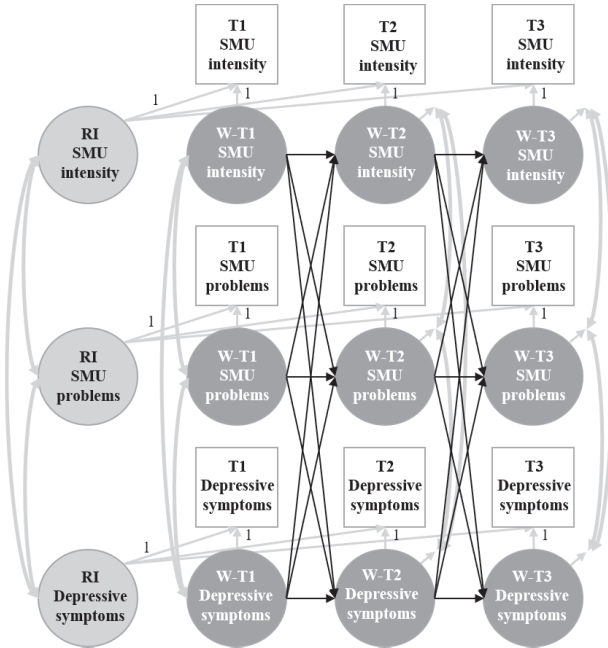 T1
SMU
intensity
T2
SMU
intensity
T3
SMU
intensity
1
1
1
1
RI
SMU
intensity
W-T1
SMU
intensity
W-T2
SMU
intensity
W-T3
SMU
intensity
T1
SMU
problems
T2
SMU
problems
T3
SMU
problems
1
1
1
1
RI
SMU
problems
W-T1
SMU
problems
W-T2
SMU
problems
W-T3
SMU
problems
T1
Depressive
symptoms
T2
Depressive
symptoms
T3
Depressive
symptoms
1
1
1
1
RI
Depressive
symptoms
W-T1
Depressive
symptoms
W-T2
Depressive
symptoms
W-T3
Depressive
symptoms